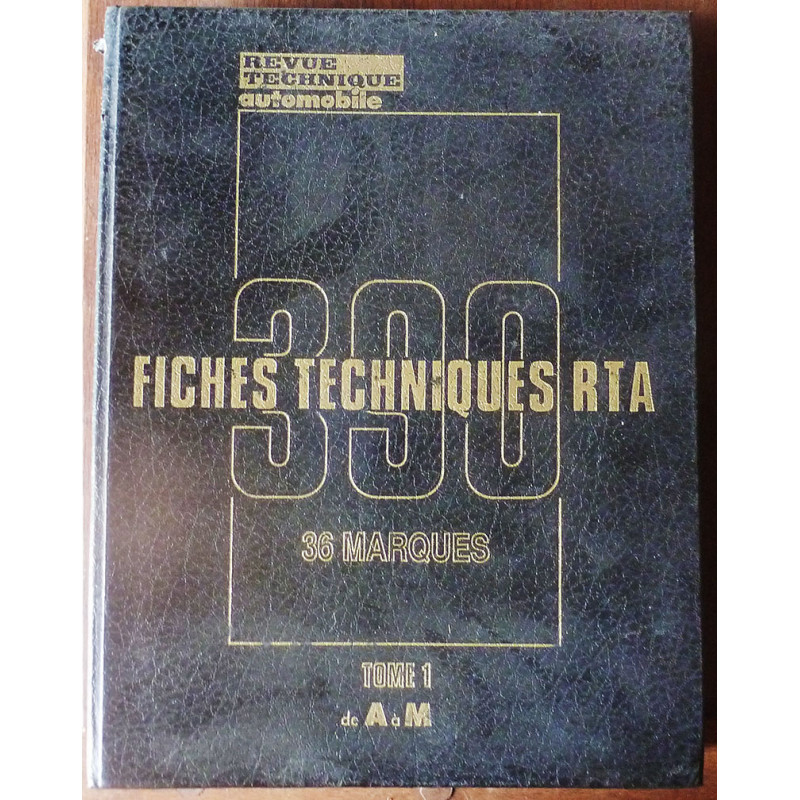 REVUE
TECHNIQUE
automobile
390
FICHES TECHNIQUES RTA
36 MARQUES
TOME 1
de A à M